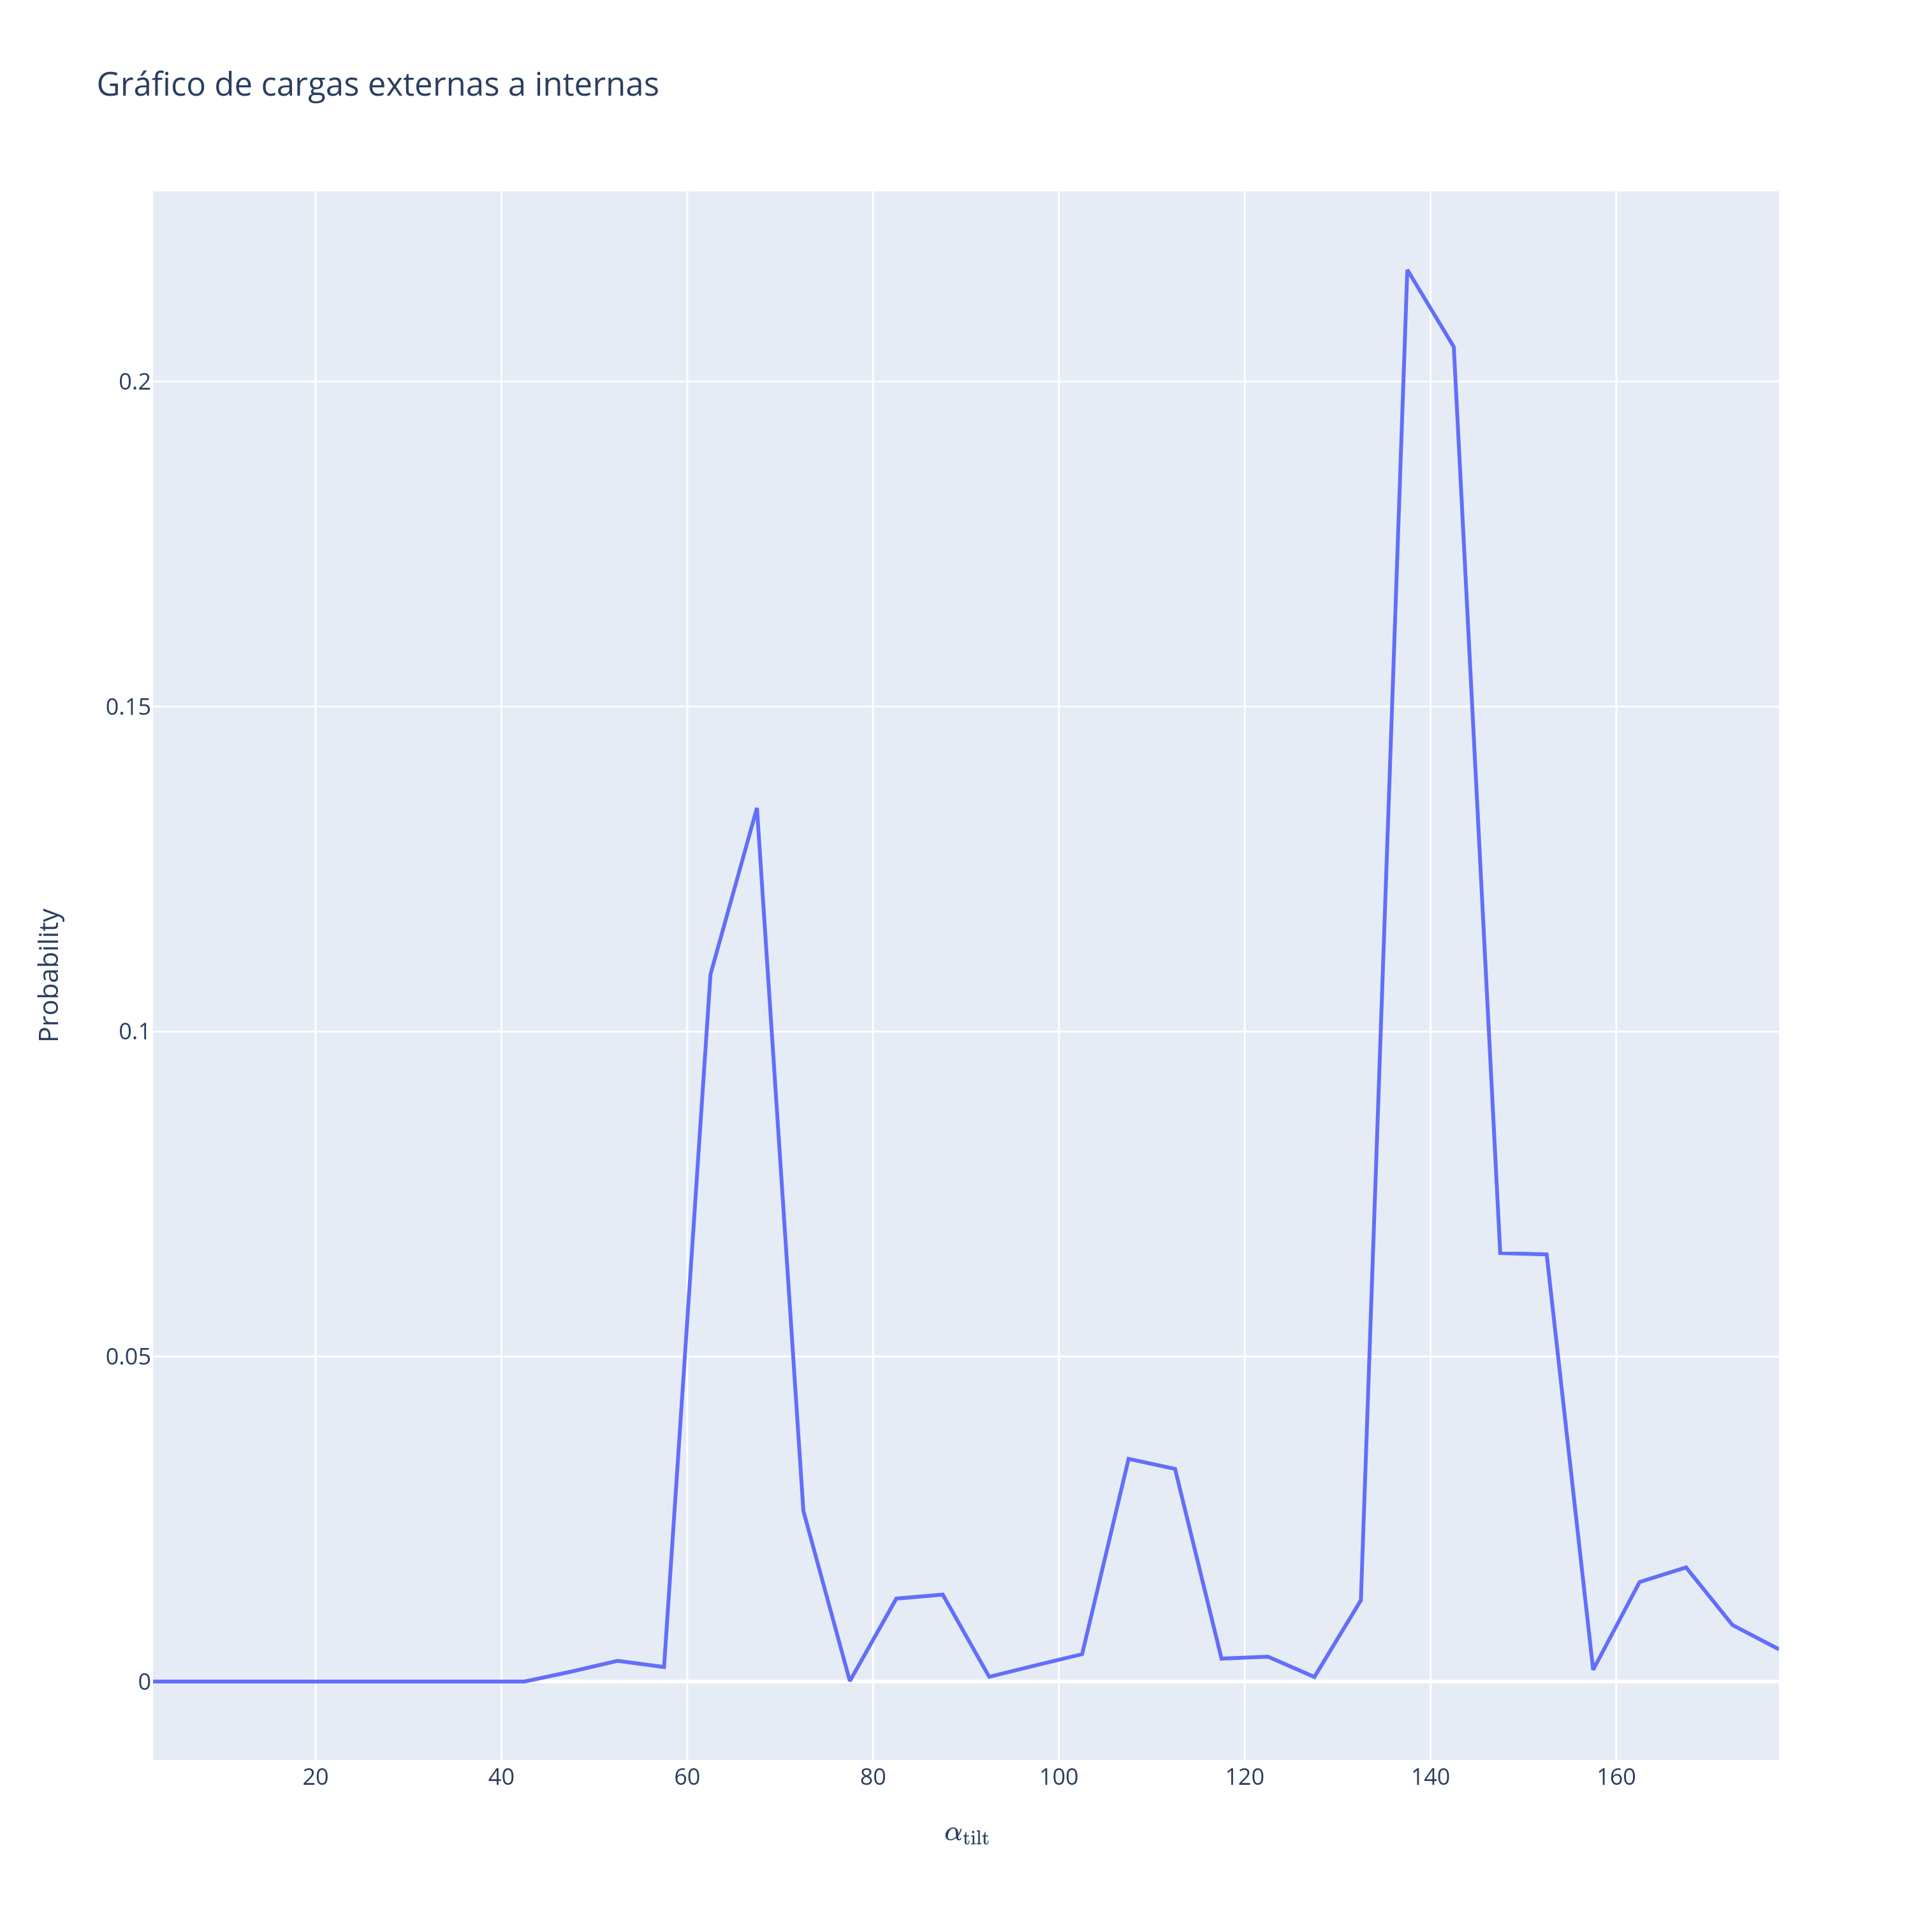 Gráfico de cargas externas a internas
0.2
0.15
0.1
0.05
0
Probability
20 40 60 80 100 120 140 160
α_tilt